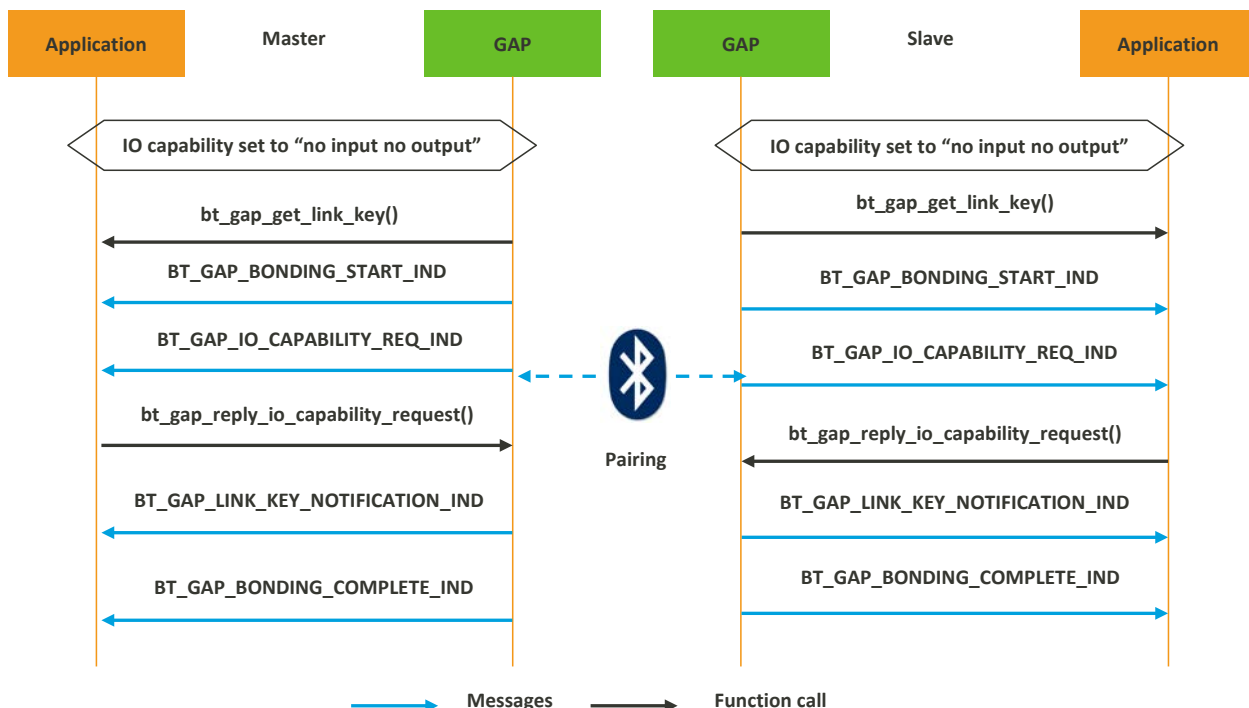 Application
Master
GAP
GAP
Slave
Application
IO capability set to “no input no output”
IO capability set to “no input no output”
bt_gap_get_link_key()
bt_gap_get_link_key()
BT_GAP_BONDING_START_IND
BT_GAP_BONDING_START_IND
BT_GAP_IO_CAPABILITY_REQ_IND
BT_GAP_IO_CAPABILITY_REQ_IND
bt_gap_reply_io_capability_request()
bt_gap_reply_io_capability_request()
Pairing
BT_GAP_LINK_KEY_NOTIFICATION_IND
BT_GAP_LINK_KEY_NOTIFICATION_IND
BT_GAP_BONDING_COMPLETE_IND
BT_GAP_BONDING_COMPLETE_IND
Messages
Function call